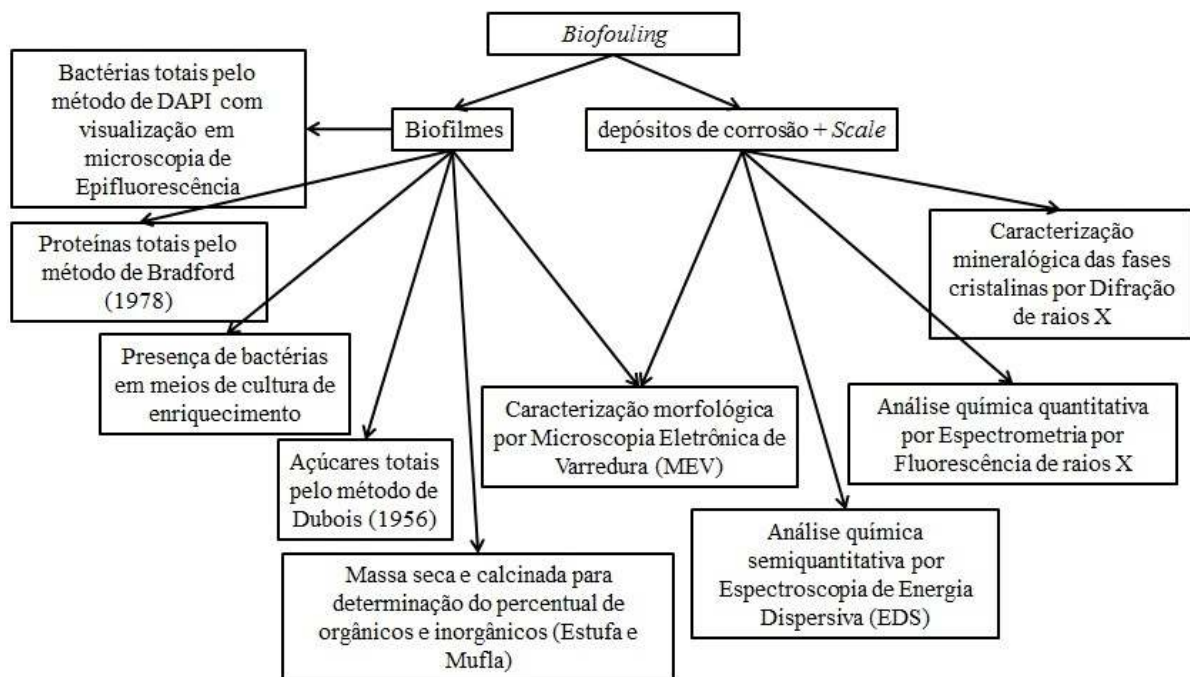 Biofouling
Bactérias totais pelo
método de DAPI com
visualização em
microscopia de
Epifluorescência
Biofilmes
depósitos de corrosão + Scale
Proteínas totais pelo
método de Bradford
(1978)
Caracterização
mineralógica das fases
cristalinas por Difração
de raios X
Presença de bactérias
em meios de cultura de
enriquecimento
Caracterização morfológica
por Microscopia Eletrônica de
Varredura (MEV)
Análise química quantitativa
por Espectrometria por
Fluorescência de raios X
Açúcares totais
pelo método de
Dubois (1956)
Análise química
semiquantitativa por
Espectroscopia de Energia
Dispersiva (EDS)
Massa seca e calcinada para
determinação do percentual de
orgânicos e inorgânicos (Estufa e
Mufla)